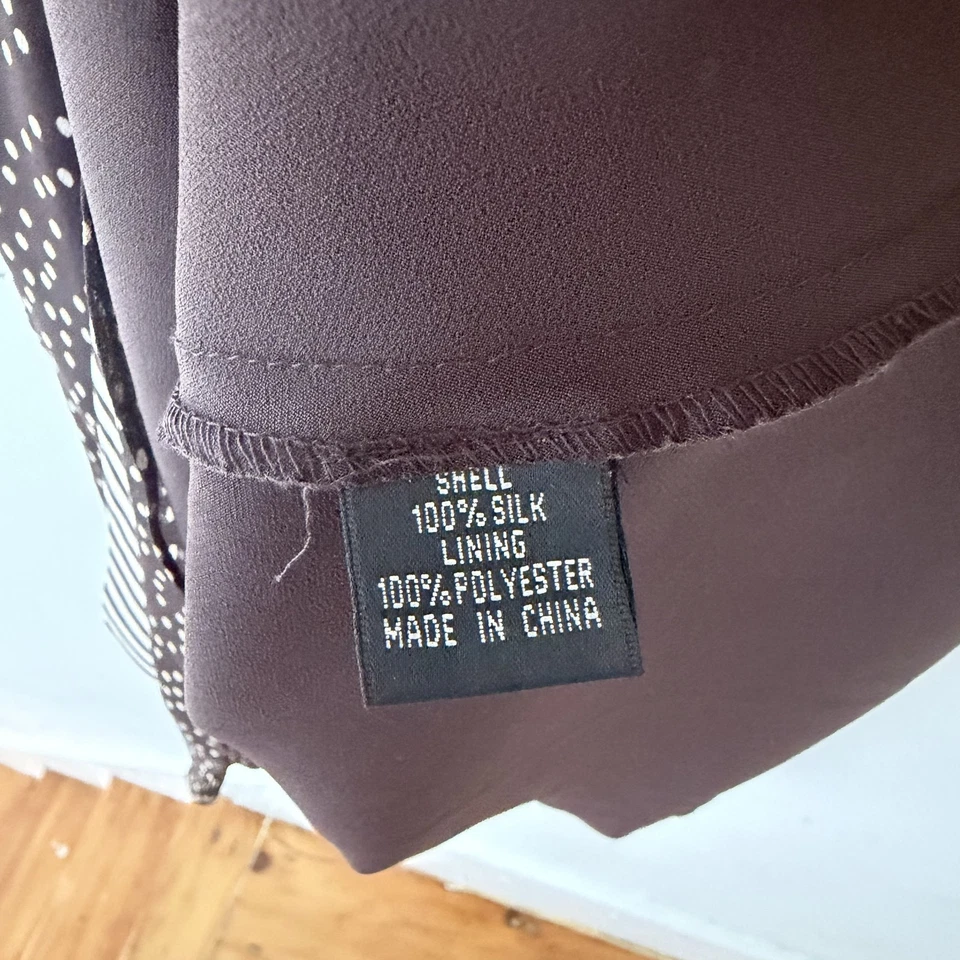 SHELL
100% SILK
LINING
100% POLYESTER
MADE IN CHINA